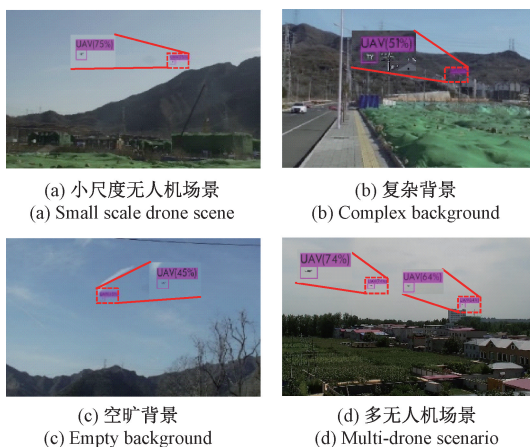 UAV(75%)
(a) 小尺度无人机场景
(a) Small scale drone scene
UAV(51%)
(b) 复杂背景
(b) Complex background
UAV(45%)
(c) 空旷背景
(c) Empty background
UAV(74%)
UAV(64%)
(d) 多无人机场景
(d) Multi-drone scenario